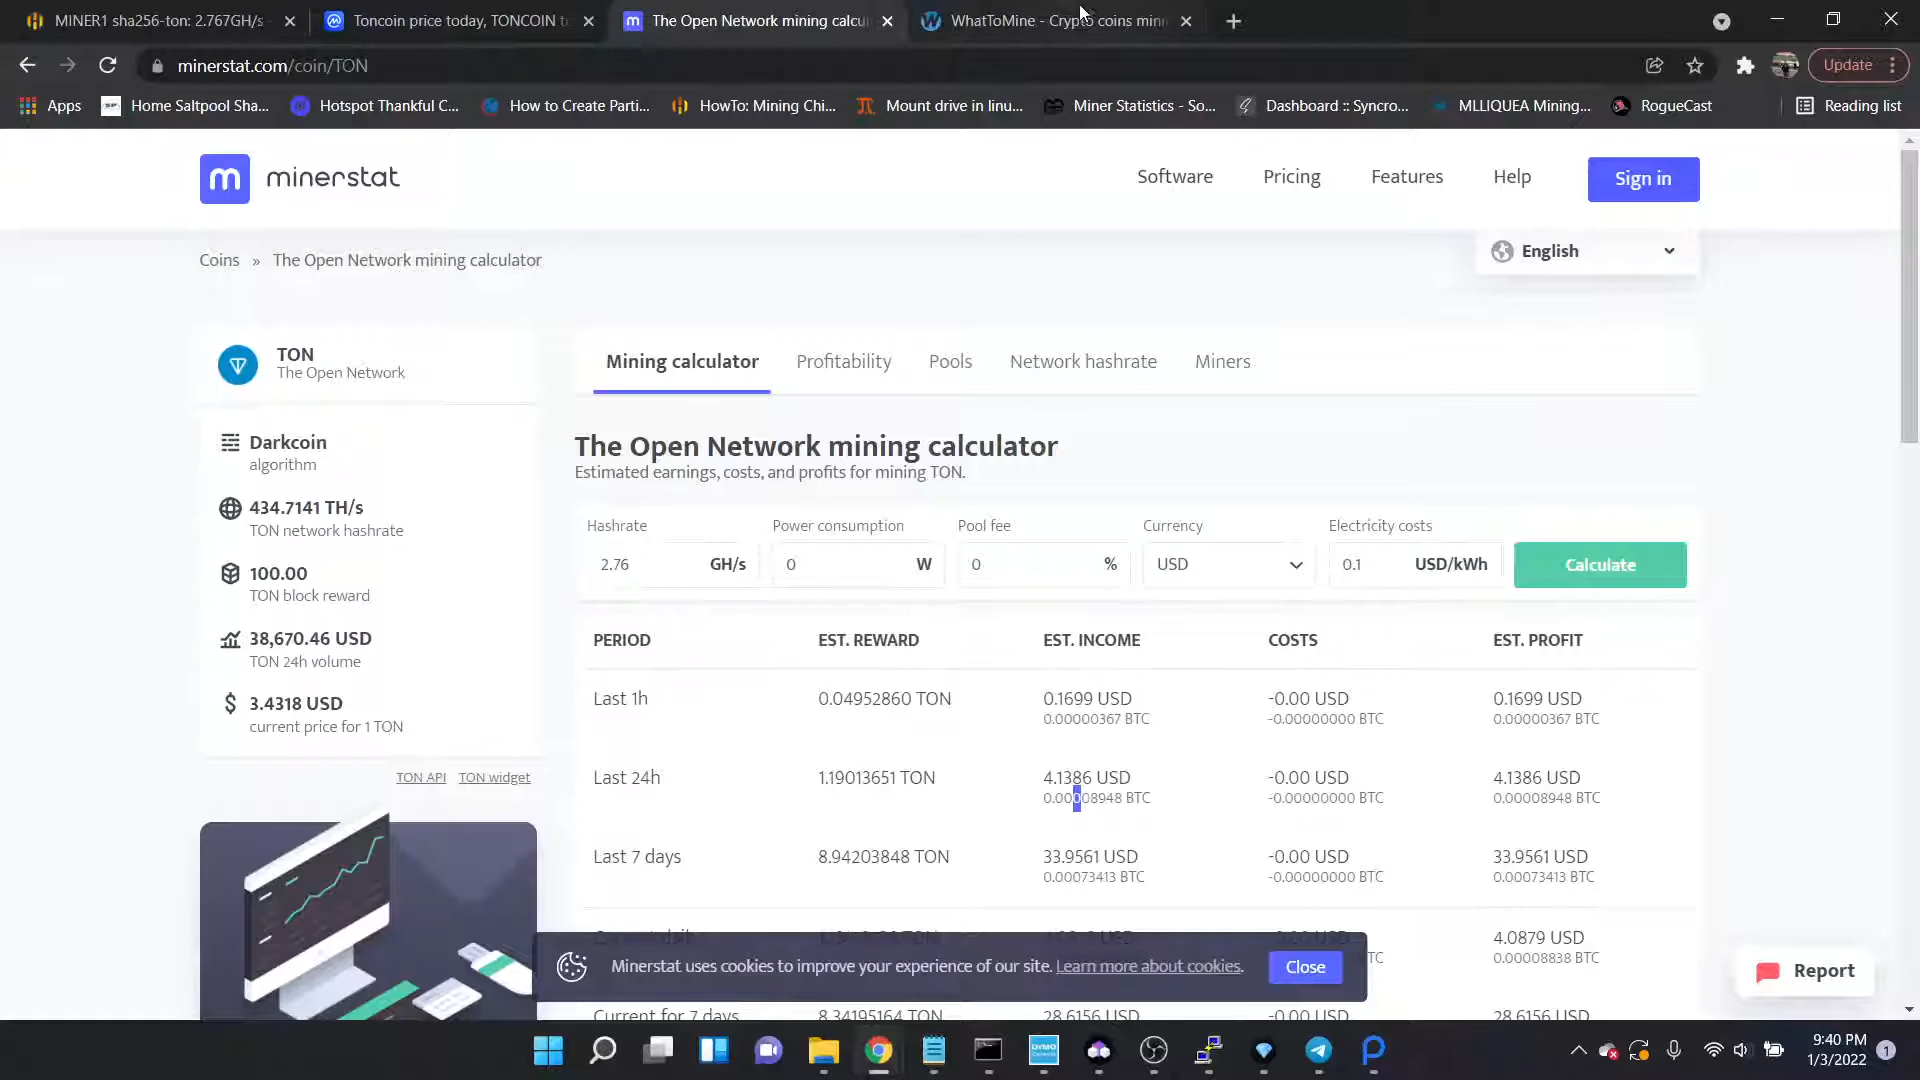 MINER1 sha256-ton: 2.767GH/s -
Toncoin price today, TONCOIN to
The Open Network mining calcu
WhatToMine - Crypto coins mini
minerstat.com/coin/TON
Update
Apps
Home Saltpool Sha...
Hotspot Thankful C...
How to Create Parti...
HowTo: Mining Chi...
Mount drive in linu...
Miner Statistics - So...
Dashboard :: Syncro...
MLLIQUEA Mining...
RogueCast
Reading list
m minerstat
Software
Pricing
Features
Help
Sign in
Coins » The Open Network mining calculator
English
TON
The Open Network
Mining calculator
Profitability
Pools
Network hashrate
Miners
Darkcoin
algorithm
434.7141 TH/s
TON network hashrate
100.00
TON block reward
38,670.46 USD
TON 24h volume
3.4318 USD
current price for 1 TON
TON API TON widget
The Open Network mining calculator
Estimated earnings, costs, and profits for mining TON.
Hashrate
Power consumption
Pool fee
Currency
Electricity costs
2.76 GH/s
0 W
0 %
USD
0.1 USD/kWh
Calculate
PERIOD EST. REWARD EST. INCOME COSTS EST. PROFIT
Last 1h 0.04952860 TON 0.1699 USD -0.00 USD 0.1699 USD
0.00000367 BTC -0.00000000 BTC 0.00000367 BTC
Last 24h 1.19013651 TON 4.1386 USD -0.00 USD 4.1386 USD
0.00008948 BTC -0.00000000 BTC 0.00008948 BTC
Last 7 days 8.94203848 TON 33.9561 USD -0.00 USD 33.9561 USD
0.00073413 BTC -0.00000000 BTC 0.00073413 BTC
4.0879 USD
TC 0.00008838 BTC
Minerstat uses cookies to improve your experience of our site. Learn more about cookies.
Close
Report
Current for 7 days 8.34195164 TON 28.6156 USD -0.00 USD 28.6156 USD
DYMO
9:40 PM
1/3/2022
1